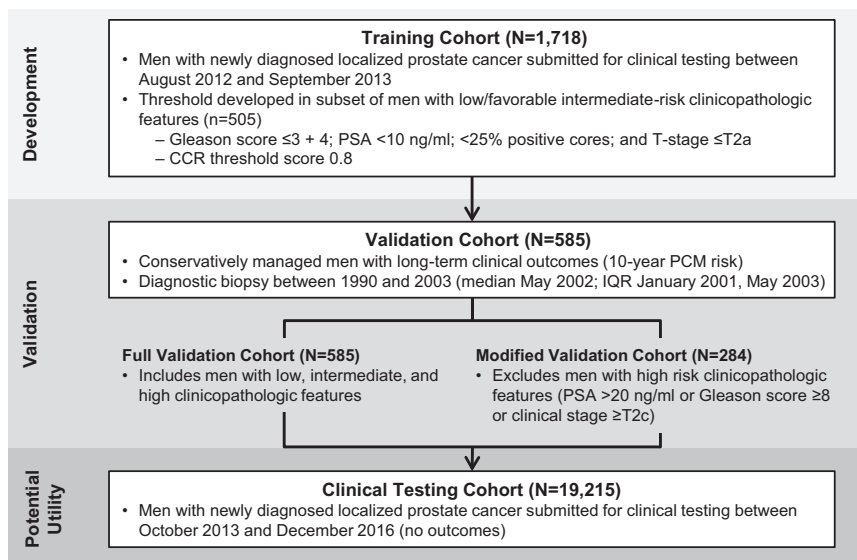 Development
Training Cohort (N=1,718)
• Men with newly diagnosed localized prostate cancer submitted for clinical testing between
August 2012 and September 2013
• Threshold developed in subset of men with low/favorable intermediate-risk clinicopathologic
features (n=505)
– Gleason score ≤3 + 4; PSA <10 ng/ml; <25% positive cores; and T-stage ≤T2a
– CCR threshold score 0.8
Validation
Validation Cohort (N=585)
• Conservatively managed men with long-term clinical outcomes (10-year PCM risk)
• Diagnostic biopsy between 1990 and 2003 (median May 2002; IQR January 2001, May 2003)
Full Validation Cohort (N=585)
• Includes men with low, intermediate, and
high clinicopathologic features
Modified Validation Cohort (N=284)
• Excludes men with high risk clinicopathologic
features (PSA >20 ng/ml or Gleason score ≥8
or clinical stage ≥T2c)
Potential
Utility
Clinical Testing Cohort (N=19,215)
• Men with newly diagnosed localized prostate cancer submitted for clinical testing between
October 2013 and December 2016 (no outcomes)